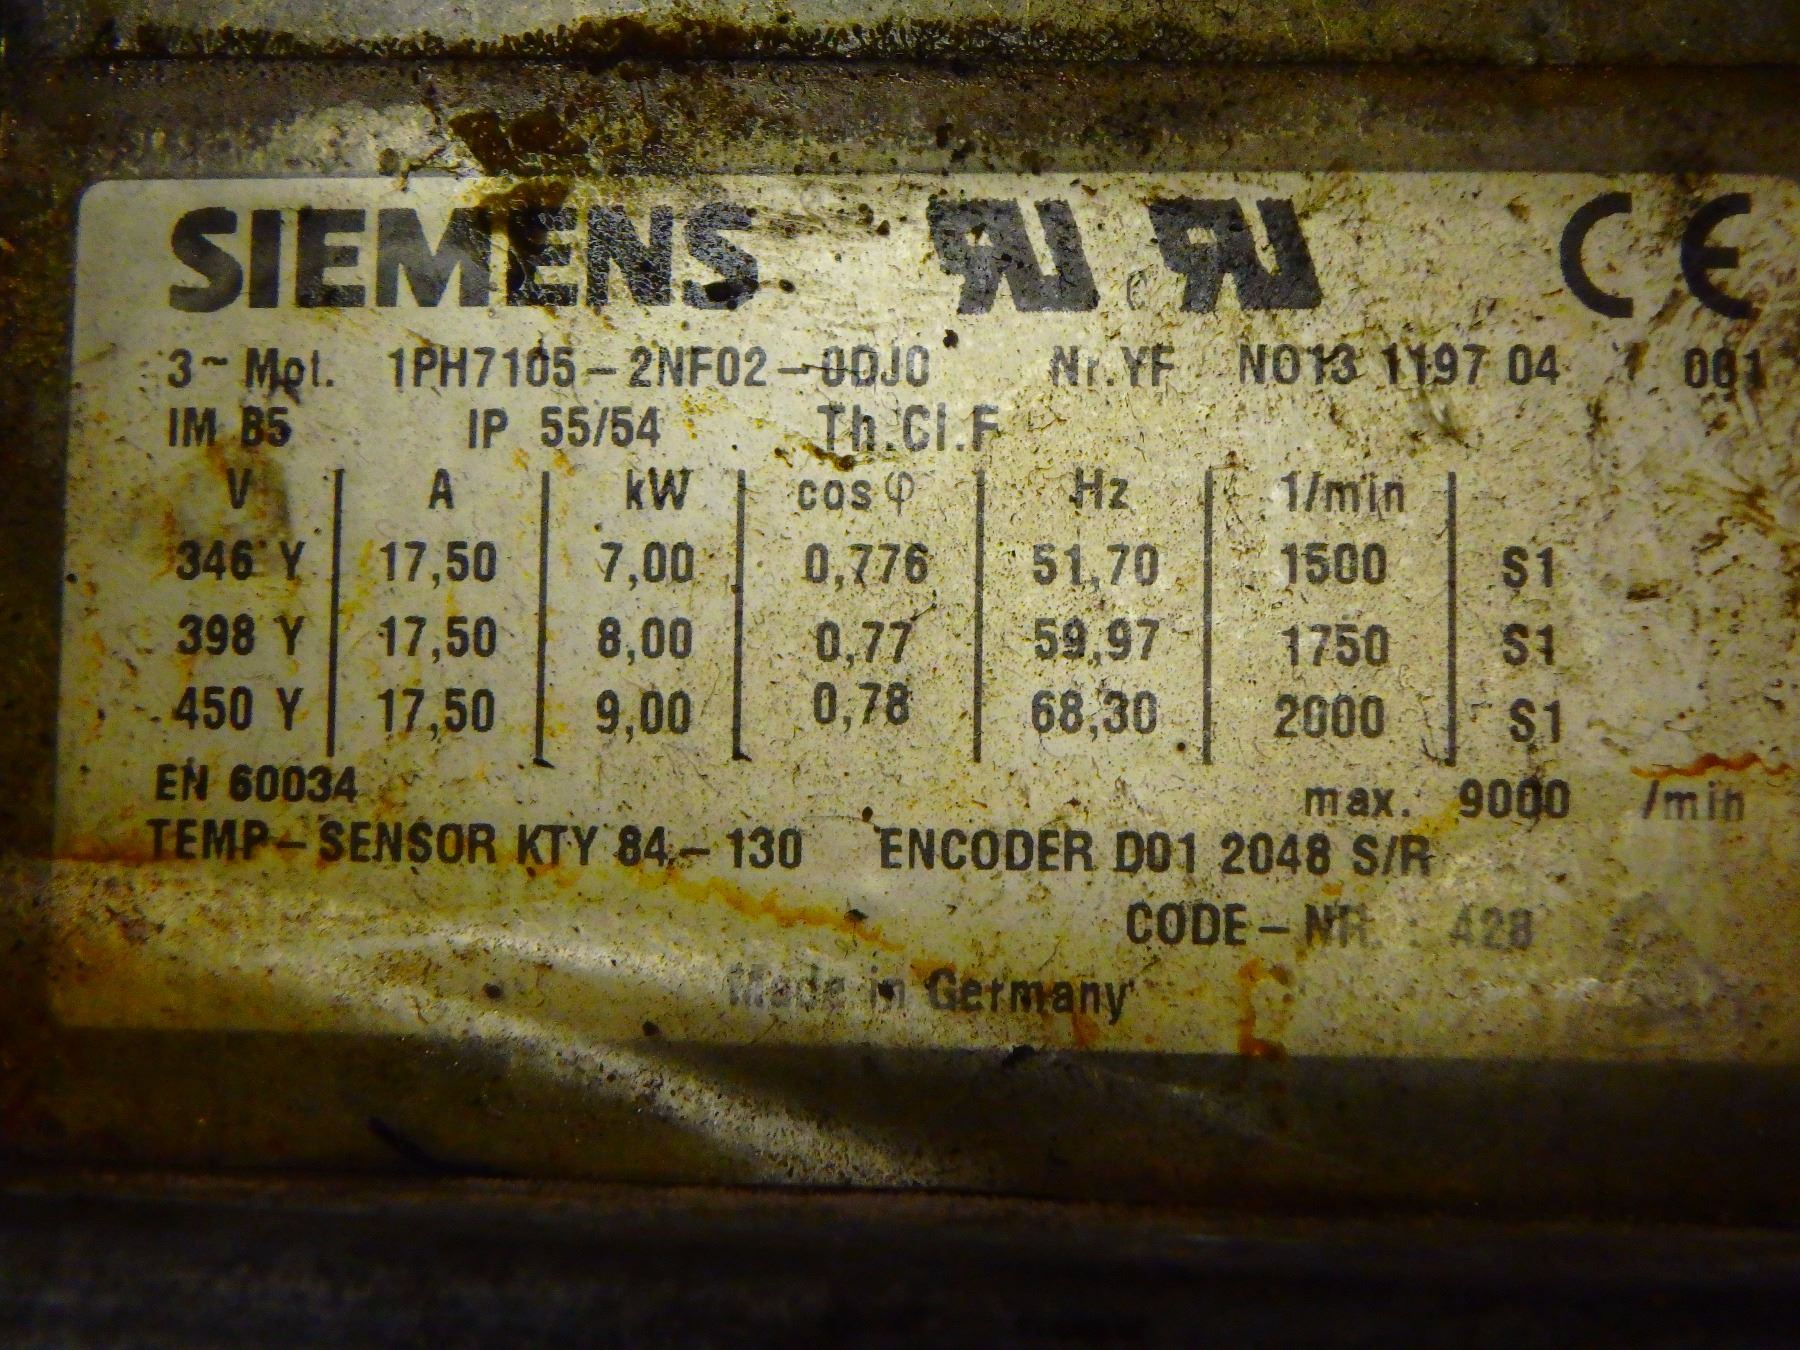 SIEMENS RU RU CE
3~ Mot. 1PH7105-2NF02-0DJ0 Nr.YF N013 1197 04 1 001
IM B5 IP 55/54 Th.Cl.F
V A kW cos φ Hz 1/min
346 Y 17,50 7,00 0,776 51,70 1500 S1
398 Y 17,50 8,00 0,77 59,97 1750 S1
450 Y 17,50 9,00 0,78 68,30 2000 S1
EN 60034 max. 9000 /min
TEMP-SENSOR KTY 84-130 ENCODER D01 2048 S/R
CODE-NR.: 428
Made in Germany